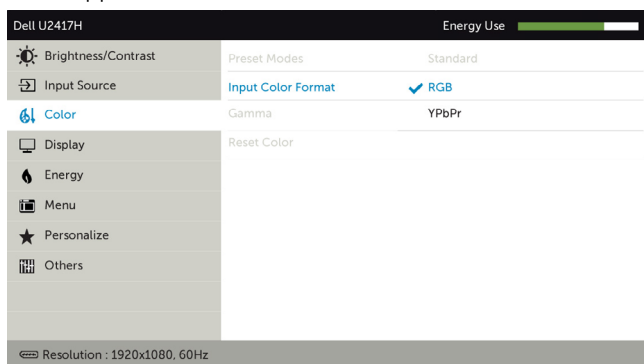 Dell U2417H
Energy Use
Brightness/Contrast
Input Source
Color
Display
Energy
Menu
Personalize
Others
Preset Modes
Standard
Input Color Format
RGB
Gamma
YPbPr
Reset Color
Resolution : 1920x1080, 60Hz